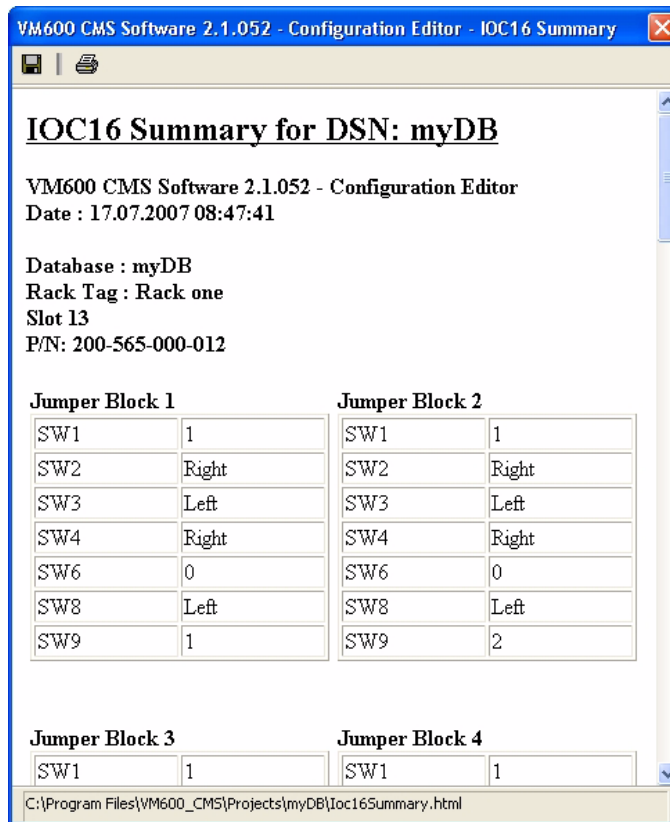 VM600 CMS Software 2.1.052 - Configuration Editor - IOC16 Summary
IOC16 Summary for DSN: myDB
VM600 CMS Software 2.1.052 - Configuration Editor
Date : 17.07.2007 08:47:41
Database : myDB
Rack Tag : Rack one
Slot 13
P/N: 200-565-000-012
Jumper Block 1 Jumper Block 2
SW1 1 SW1 1
SW2 Right SW2 Right
SW3 Left SW3 Left
SW4 Right SW4 Right
SW6 0 SW6 0
SW8 Left SW8 Left
SW9 1 SW9 2
Jumper Block 3 Jumper Block 4
SW1 1 SW1 1
C:\Program Files\VM600_CMS\Projects\myDB\Ioc16Summary.html